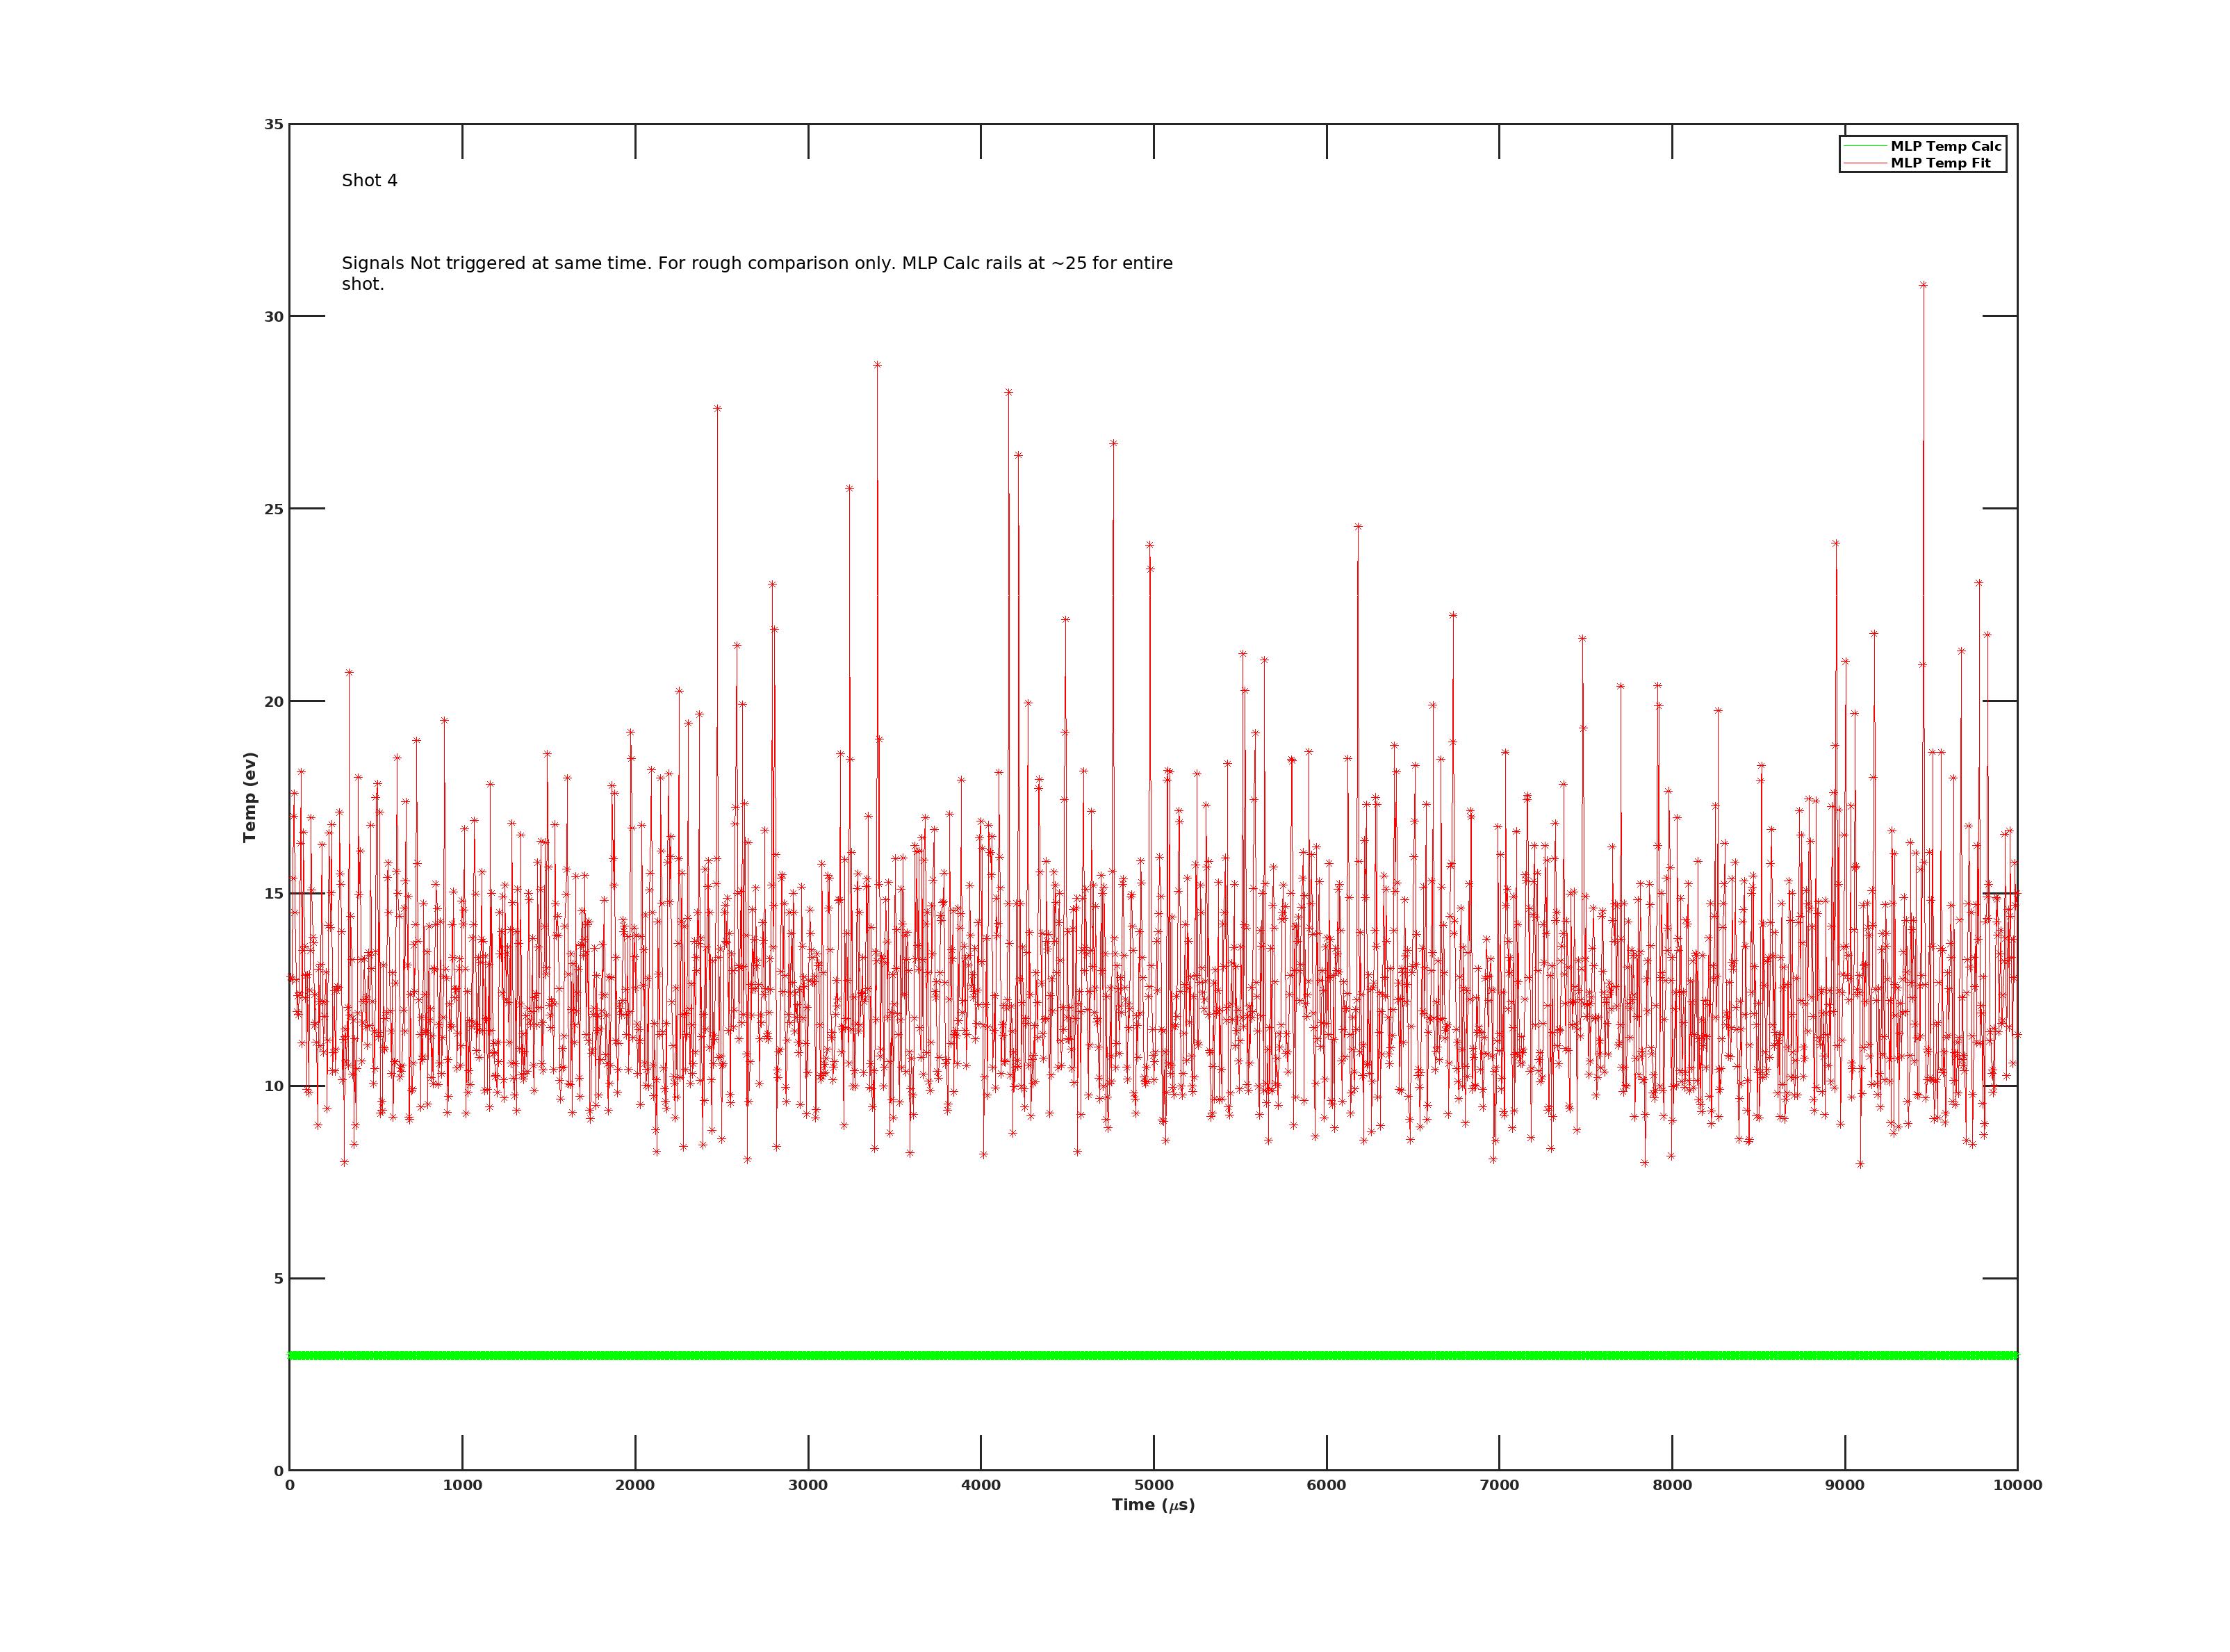 35
MLP Temp Calc
MLP Temp Fit
Shot 4
Signals Not triggered at same time. For rough comparison only. MLP Calc rails at ~25 for entire
shot.
30
25
20
Temp (ev)
15
10
5
0
0 1000 2000 3000 4000 5000 6000 7000 8000 9000 10000
Time (μs)